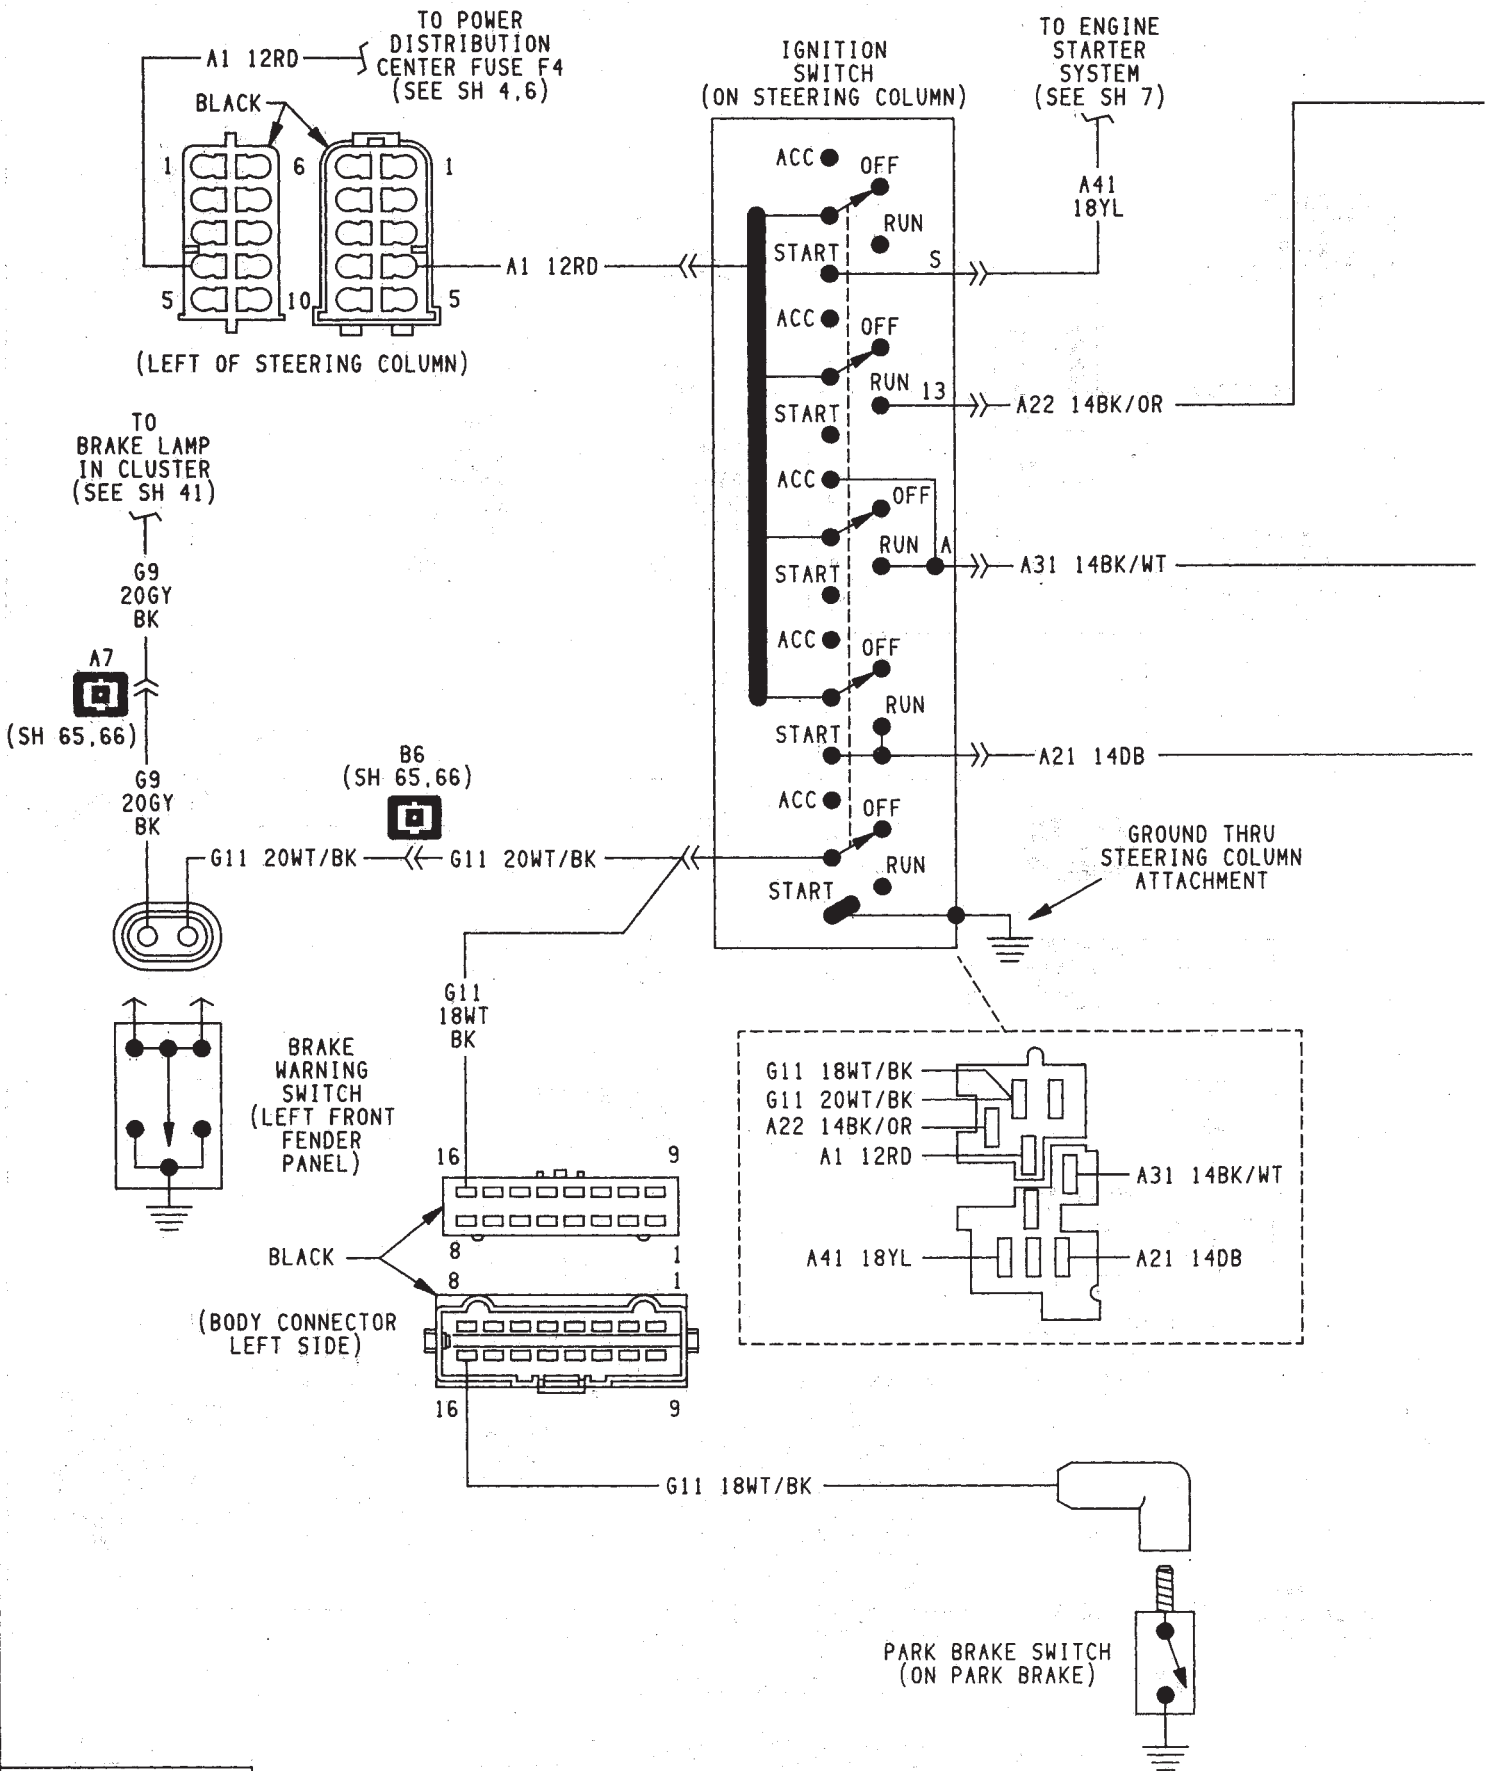 TO POWER
DISTRIBUTION
CENTER FUSE F4
(SEE SH 4,6)
A1 12RD
BLACK
1
6
1
5
10
5
(LEFT OF STEERING COLUMN)
A1 12RD
IGNITION
SWITCH
(ON STEERING COLUMN)
TO ENGINE
STARTER
SYSTEM
(SEE SH 7)
A41
18YL
ACC
OFF
RUN
START
S
ACC
OFF
RUN
13
START
A22 14BK/OR
ACC
OFF
RUN
A
START
A31 14BK/WT
ACC
OFF
RUN
START
A21 14DB
ACC
OFF
RUN
START
GROUND THRU
STEERING COLUMN
ATTACHMENT
TO
BRAKE LAMP
IN CLUSTER
(SEE SH 41)
G9
20GY
BK
A7
(SH 65,66)
G9
20GY
BK
B6
(SH 65,66)
G11 20WT/BK
G11 20WT/BK
G11
18WT
BK
BRAKE
WARNING
SWITCH
(LEFT FRONT
FENDER
PANEL)
16
9
8
1
BLACK
8
1
(BODY CONNECTOR
LEFT SIDE)
16
9
G11 18WT/BK
G11 20WT/BK
A22 14BK/OR
A1 12RD
A31 14BK/WT
A41 18YL
A21 14DB
G11 18WT/BK
PARK BRAKE SWITCH
(ON PARK BRAKE)